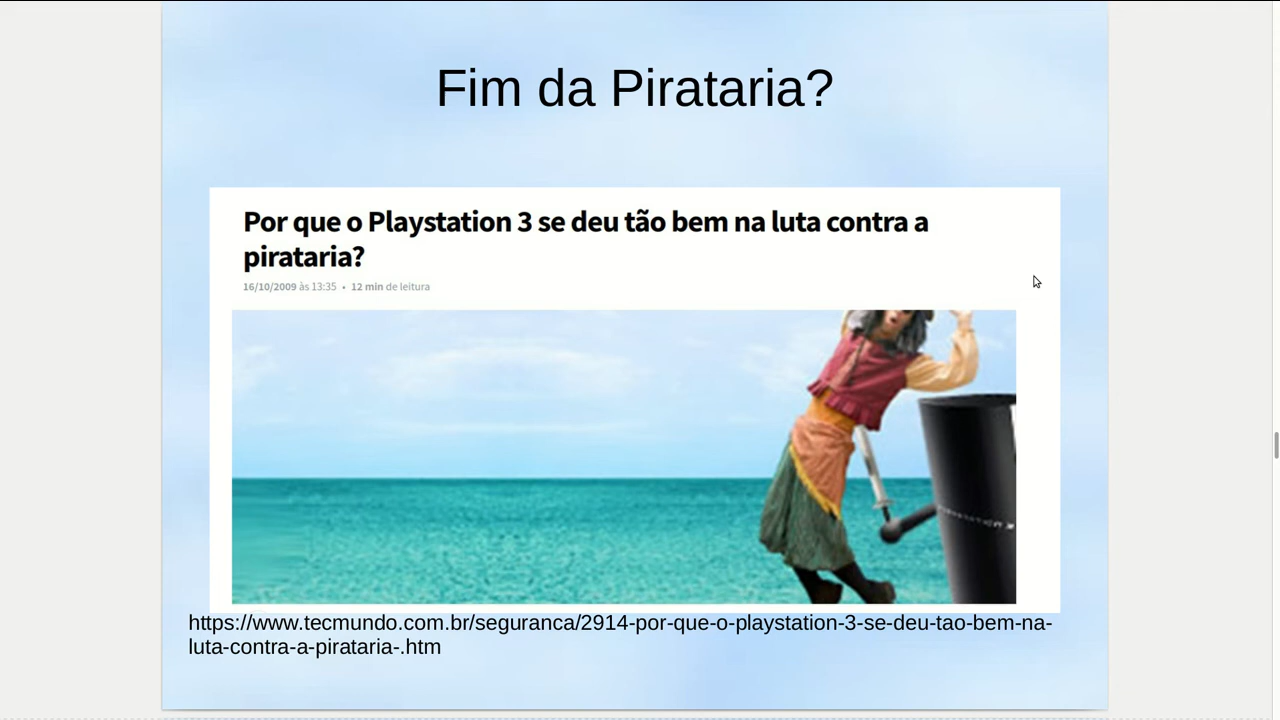 Fim da Pirataria?
Por que o Playstation 3 se deu tão bem na luta contra a
pirataria?
16/10/2009 às 13:35 • 12 min de leitura
https://www.tecmundo.com.br/seguranca/2914-por-que-o-playstation-3-se-deu-tao-bem-na-
luta-contra-a-pirataria-.htm